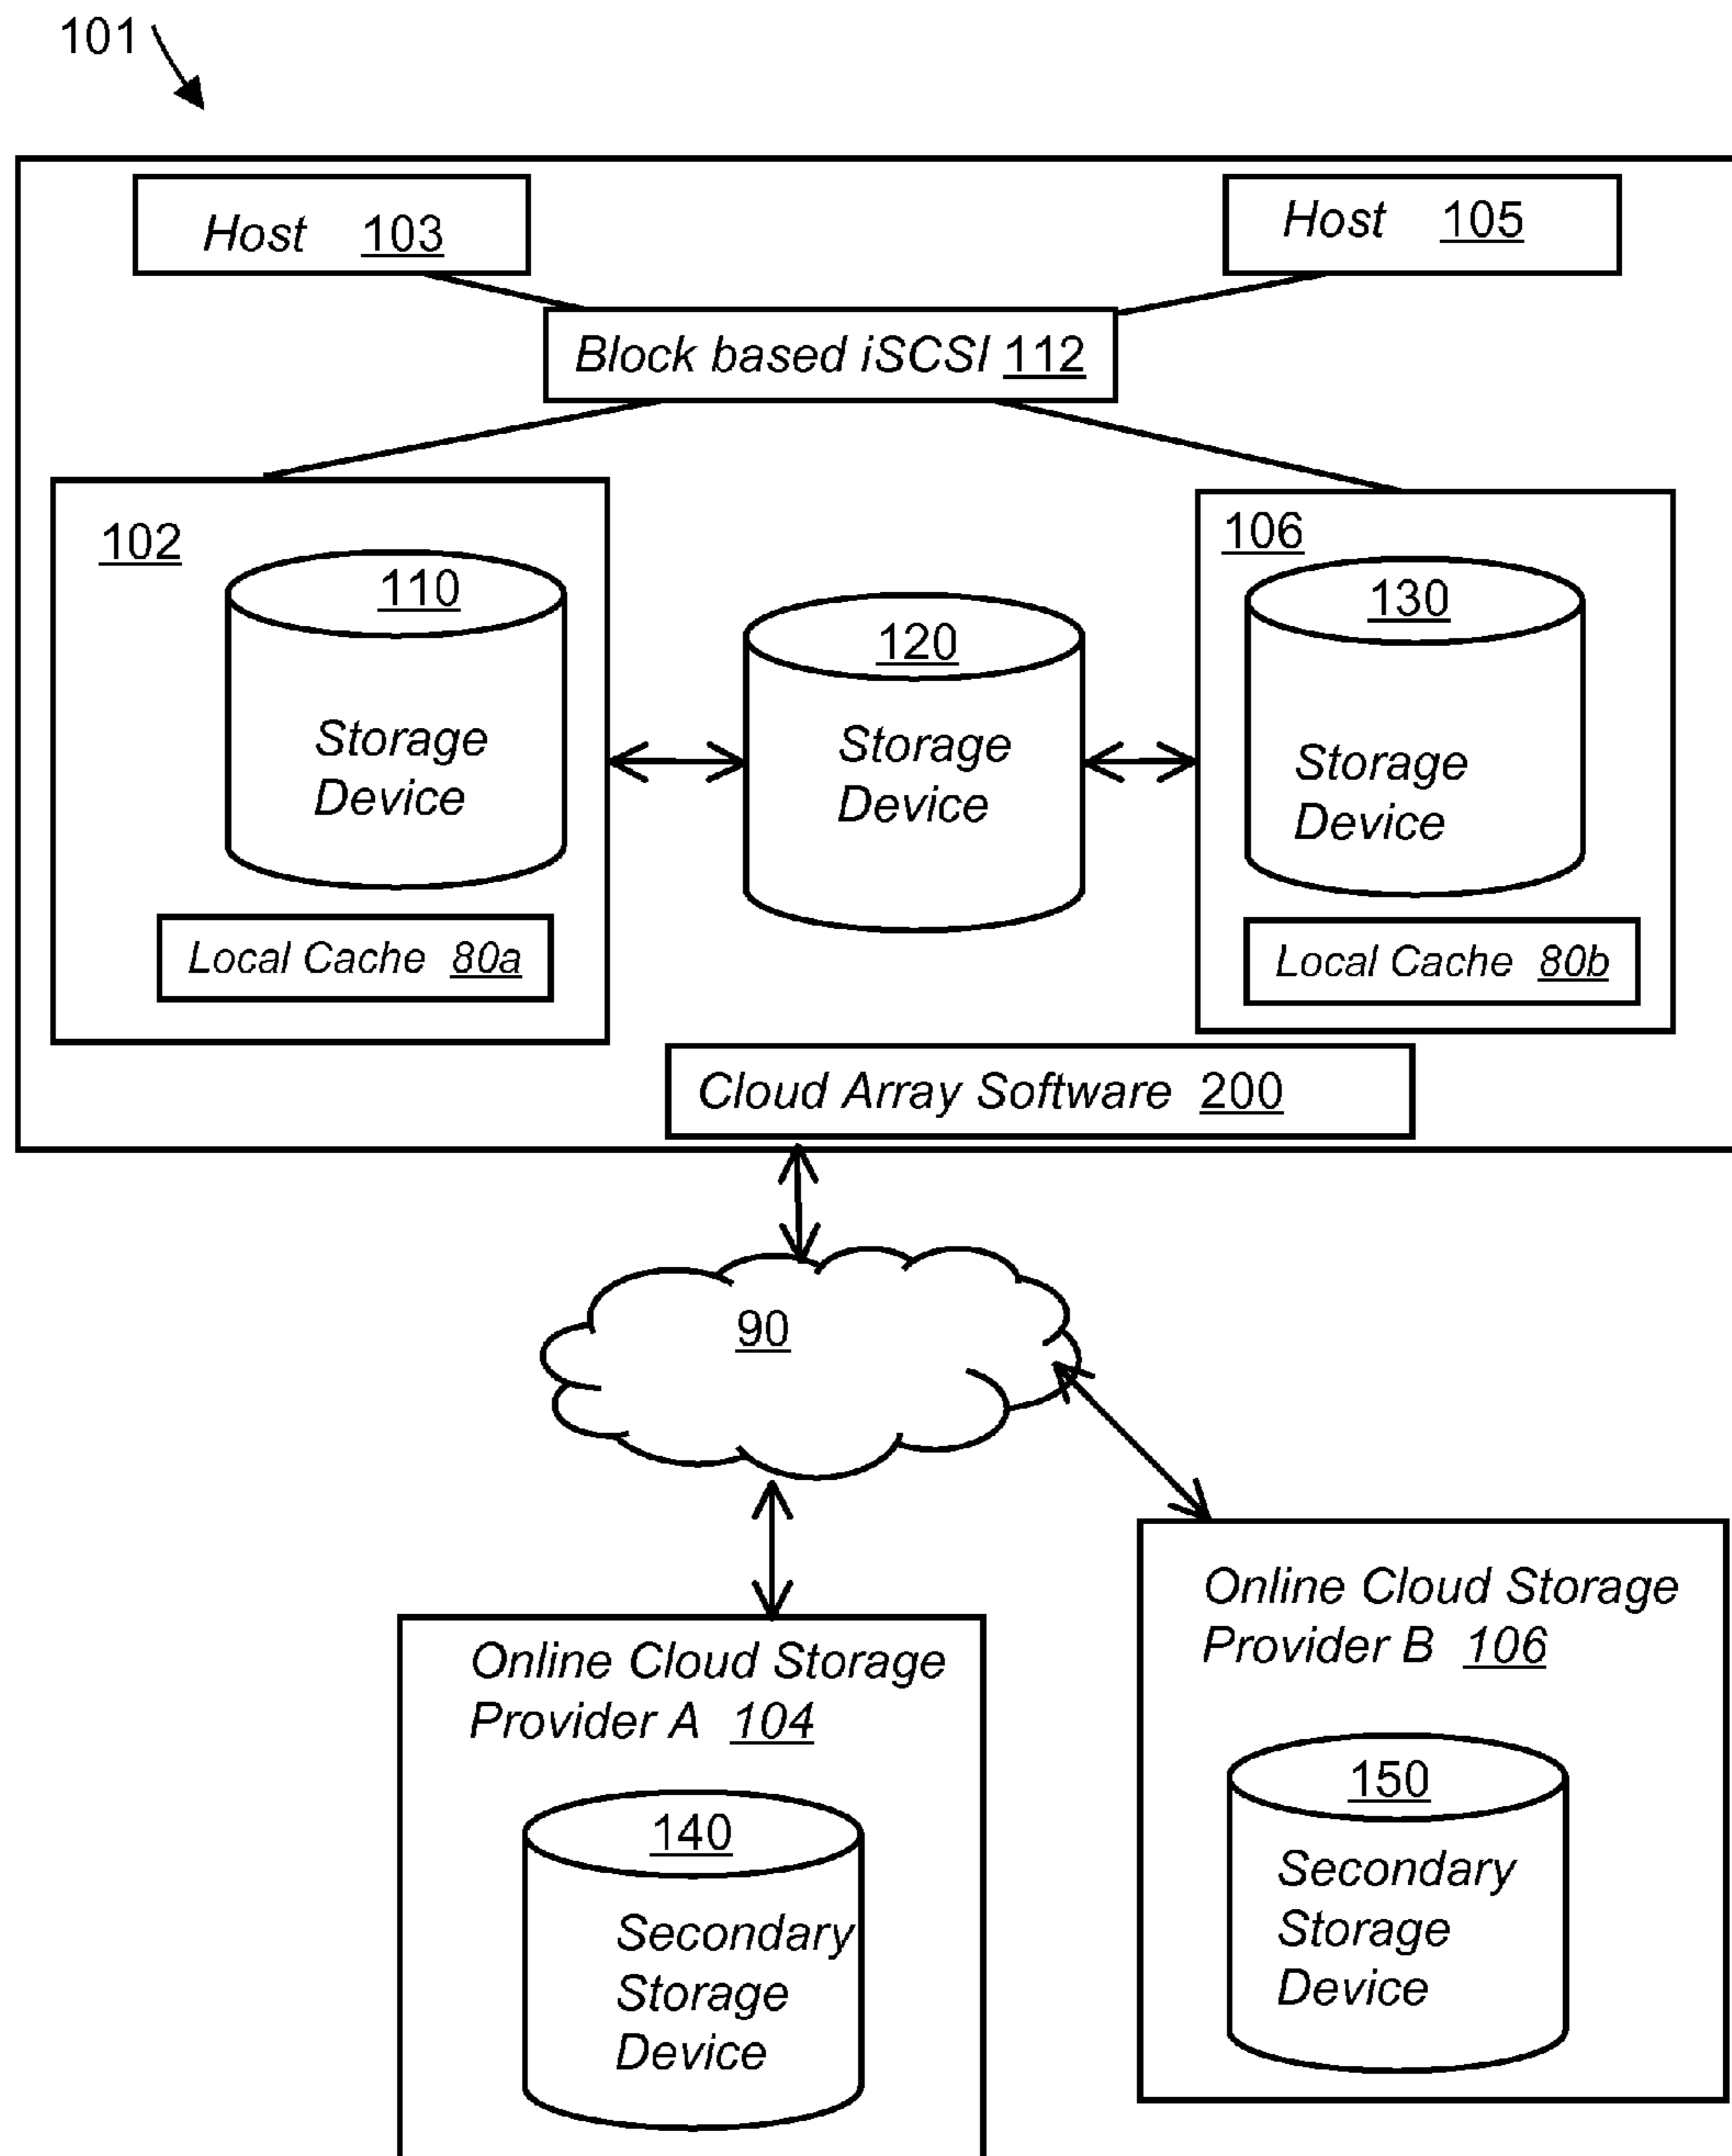 101
Host 103
Host 105
Block based iSCSI 112
102
110
Storage
Device
Local Cache 80a
120
Storage
Device
106
130
Storage
Device
Local Cache 80b
Cloud Array Software 200
90
Online Cloud Storage
Provider A 104
140
Secondary
Storage
Device
Online Cloud Storage
Provider B 106
150
Secondary
Storage
Device